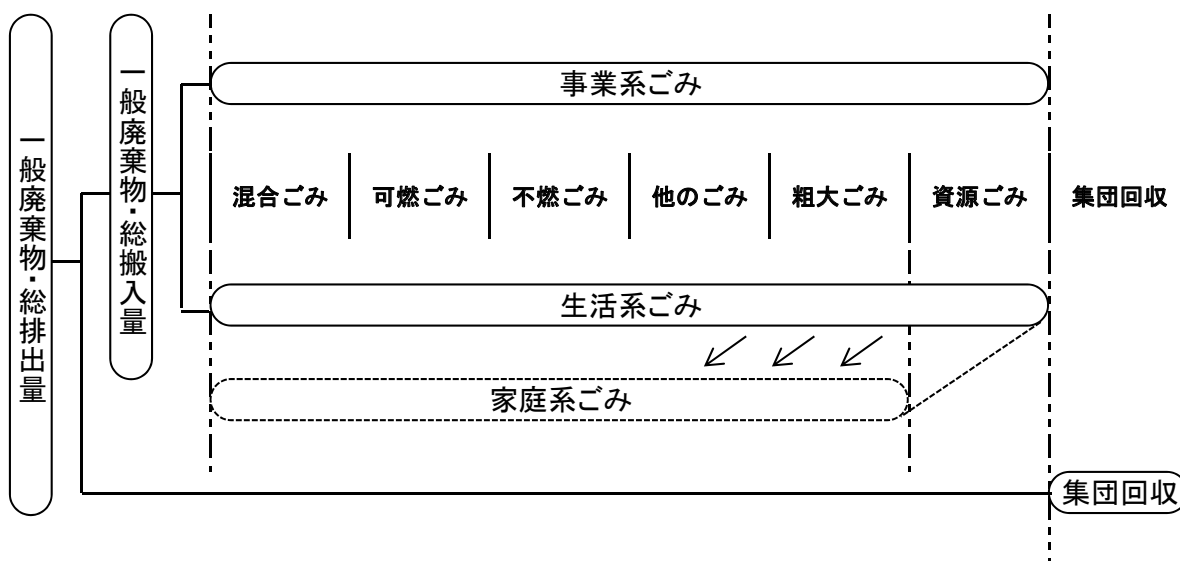 一般廃棄物・総排出量
一般廃棄物・総搬入量
事業系ごみ
混合ごみ
可燃ごみ
不燃ごみ
他のごみ
粗大ごみ
資源ごみ
集団回収
生活系ごみ
家庭系ごみ
集団回収